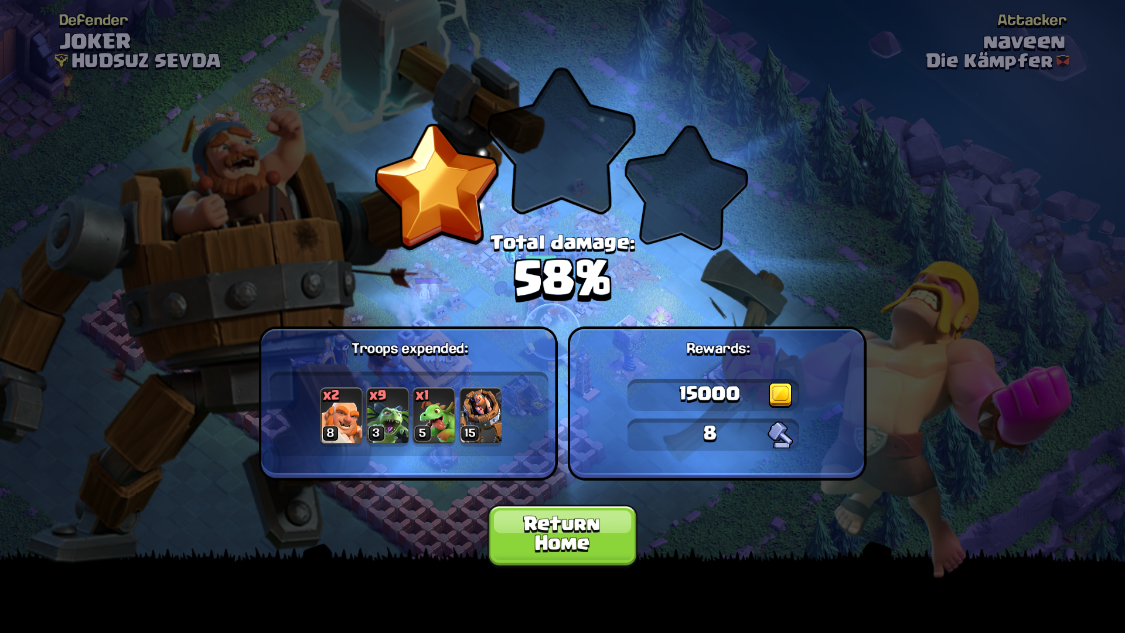 Defender
JOKER
HUDSUZ SEVDA
Attacker
naveen
Die Kämpfer
Total damage:
58%
Troops expended:
x2
x9
x1
8
3
5
15
Rewards:
15000
8
Return
Home